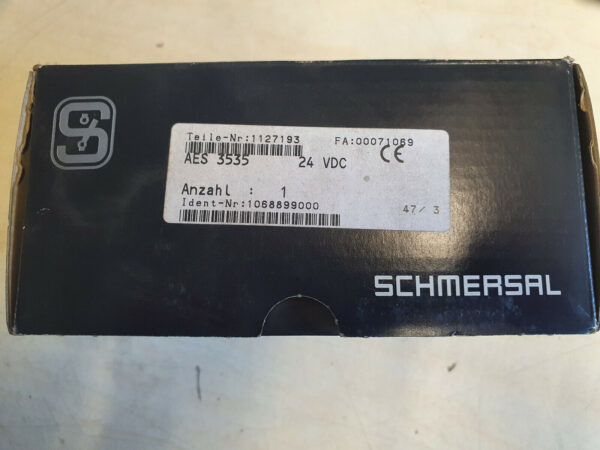 Teile-Nr:1127193 FA:00071069
AES 3535 24 VDC CE
Anzahl : 1
Ident-Nr:1068899000
47/ 3
SCHMERSAL